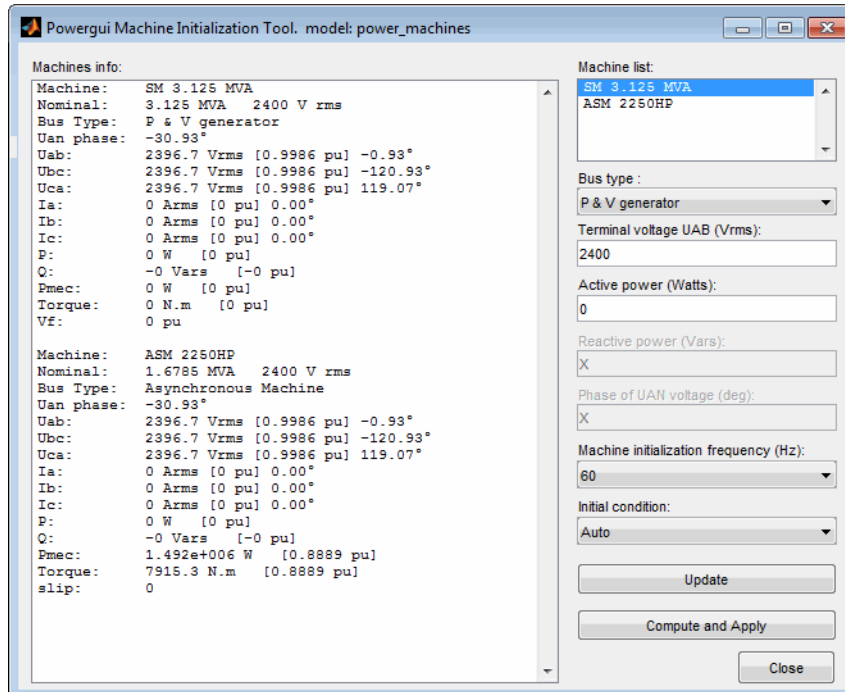 Powergui Machine Initialization Tool. model: power_machines
Machines info:
Machine: SM 3.125 MVA
Nominal: 3.125 MVA 2400 V rms
Bus Type: P & V generator
Uan phase: -30.93°
Uab: 2396.7 Vrms [0.9986 pu] -0.93°
Ubc: 2396.7 Vrms [0.9986 pu] -120.93°
Uca: 2396.7 Vrms [0.9986 pu] 119.07°
Ia: 0 Arms [0 pu] 0.00°
Ib: 0 Arms [0 pu] 0.00°
Ic: 0 Arms [0 pu] 0.00°
P: 0 W [0 pu]
Q: -0 Vars [-0 pu]
Pmec: 0 W [0 pu]
Torque: 0 N.m [0 pu]
Vf: 0 pu
Machine: ASM 2250HP
Nominal: 1.6785 MVA 2400 V rms
Bus Type: Asynchronous Machine
Uan phase: -30.93°
Uab: 2396.7 Vrms [0.9986 pu] -0.93°
Ubc: 2396.7 Vrms [0.9986 pu] -120.93°
Uca: 2396.7 Vrms [0.9986 pu] 119.07°
Ia: 0 Arms [0 pu] 0.00°
Ib: 0 Arms [0 pu] 0.00°
Ic: 0 Arms [0 pu] 0.00°
P: 0 W [0 pu]
Q: -0 Vars [-0 pu]
Pmec: 1.492e+006 W [0.8889 pu]
Torque: 7915.3 N.m [0.8889 pu]
slip: 0
Machine list:
SM 3.125 MVA
ASM 2250HP
Bus type :
P & V generator
Terminal voltage UAB (Vrms):
2400
Active power (Watts):
0
Reactive power (Vars):
X
Phase of UAN voltage (deg):
X
Machine initialization frequency (Hz):
60
Initial condition:
Auto
Update
Compute and Apply
Close